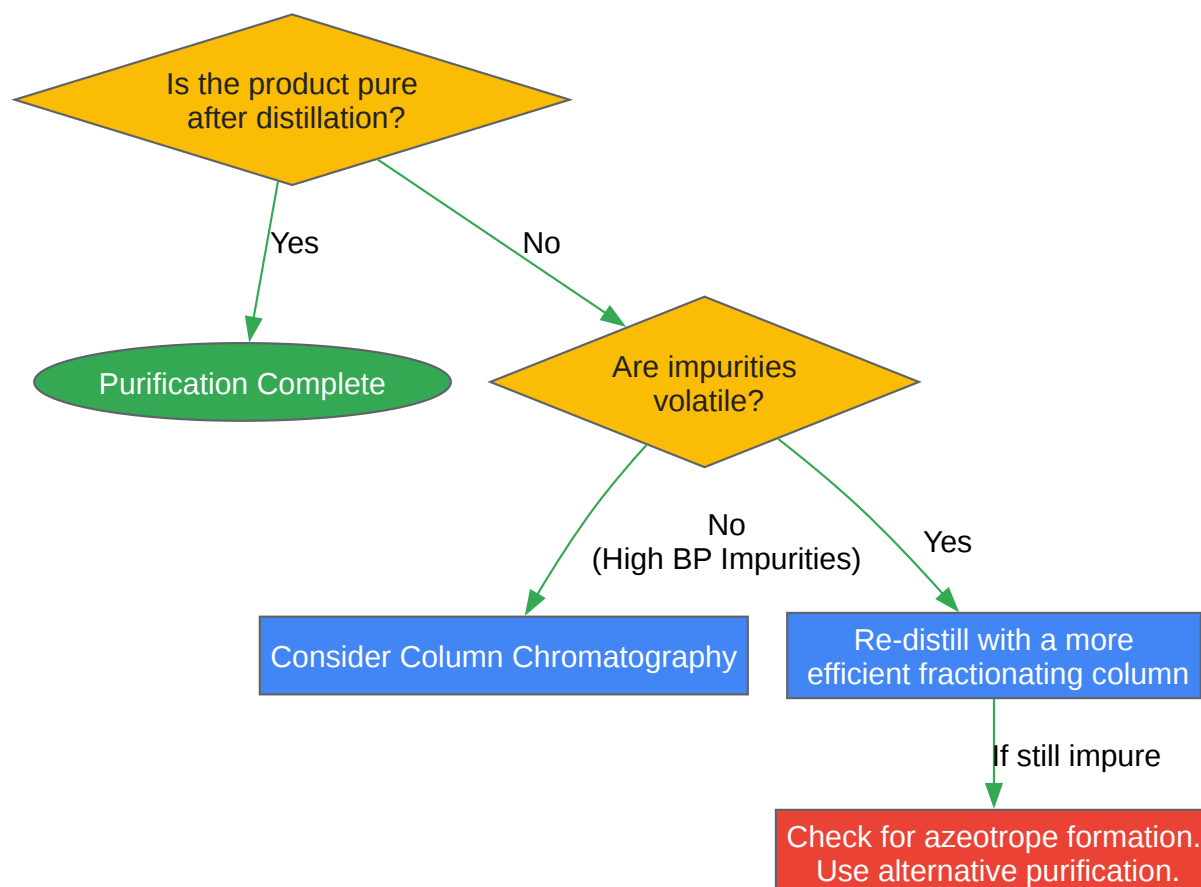 Is the product pure
after distillation?
Yes
No
Purification Complete
Are impurities
volatile?
No
(High BP Impurities)
Yes
Consider Column Chromatography
Re-distill with a more
efficient fractionating column
If still impure
Check for azeotrope formation.
Use alternative purification.